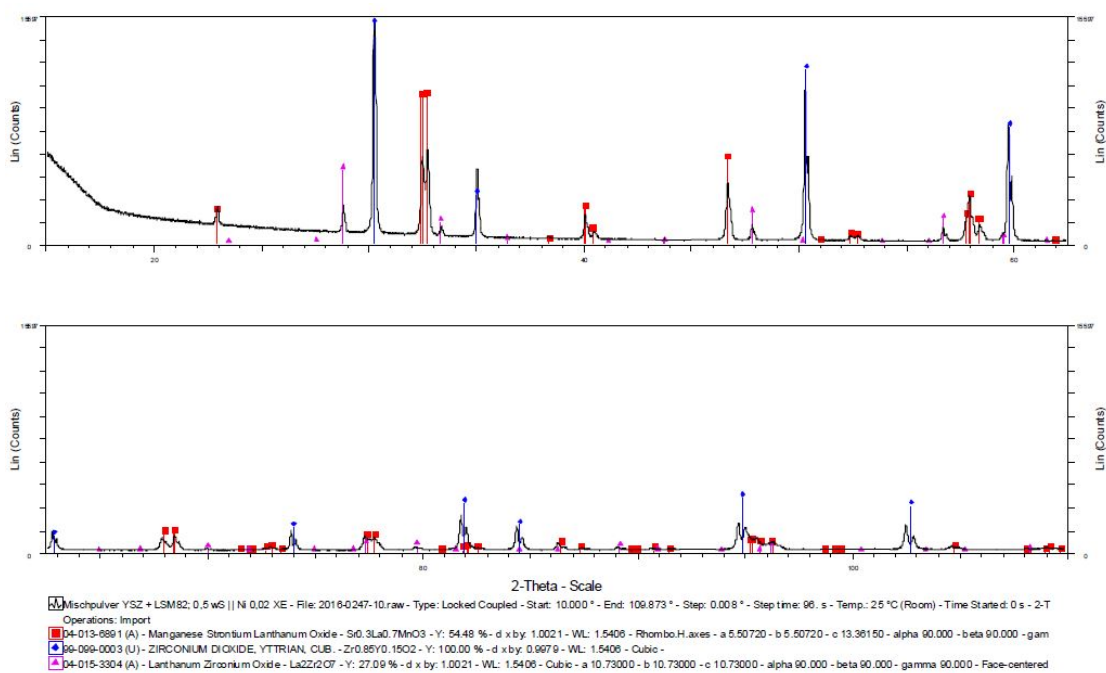 Lin (Counts)
Lin (Counts)
0
20
40
60
0
Lin (Counts)
Lin (Counts)
0
80
100
0
2-Theta - Scale
Mischpulver YSZ + LSM82; 0,5 wS || Ni 0,02 XE - File: 2016-0247-10.raw - Type: Locked Coupled - Start: 10.000 ° - End: 109.873 ° - Step: 0.008 ° - Step time: 96. s - Temp.: 25 °C (Room) - Time Started: 0 s - 2-T
Operations: Import
04-013-6891 (A) - Manganese Strontium Lanthanum Oxide - Sr0.3La0.7MnO3 - Y: 54.48 % - d x by: 1.0021 - WL: 1.5406 - Rhombo.H.axes - a 5.50720 - b 5.50720 - c 13.36150 - alpha 90.000 - beta 90.000 - gam
99-099-0003 (U) - ZIRCONIUM DIOXIDE, YTTRIAN, CUB. - Zr0.85Y0.15O2 - Y: 100.00 % - d x by: 0.9979 - WL: 1.5406 - Cubic -
04-015-3304 (A) - Lanthanum Zirconium Oxide - La2Zr2O7 - Y: 27.09 % - d x by: 1.0021 - WL: 1.5406 - Cubic - a 10.73000 - b 10.73000 - c 10.73000 - alpha 90.000 - beta 90.000 - gamma 90.000 - Face-centered